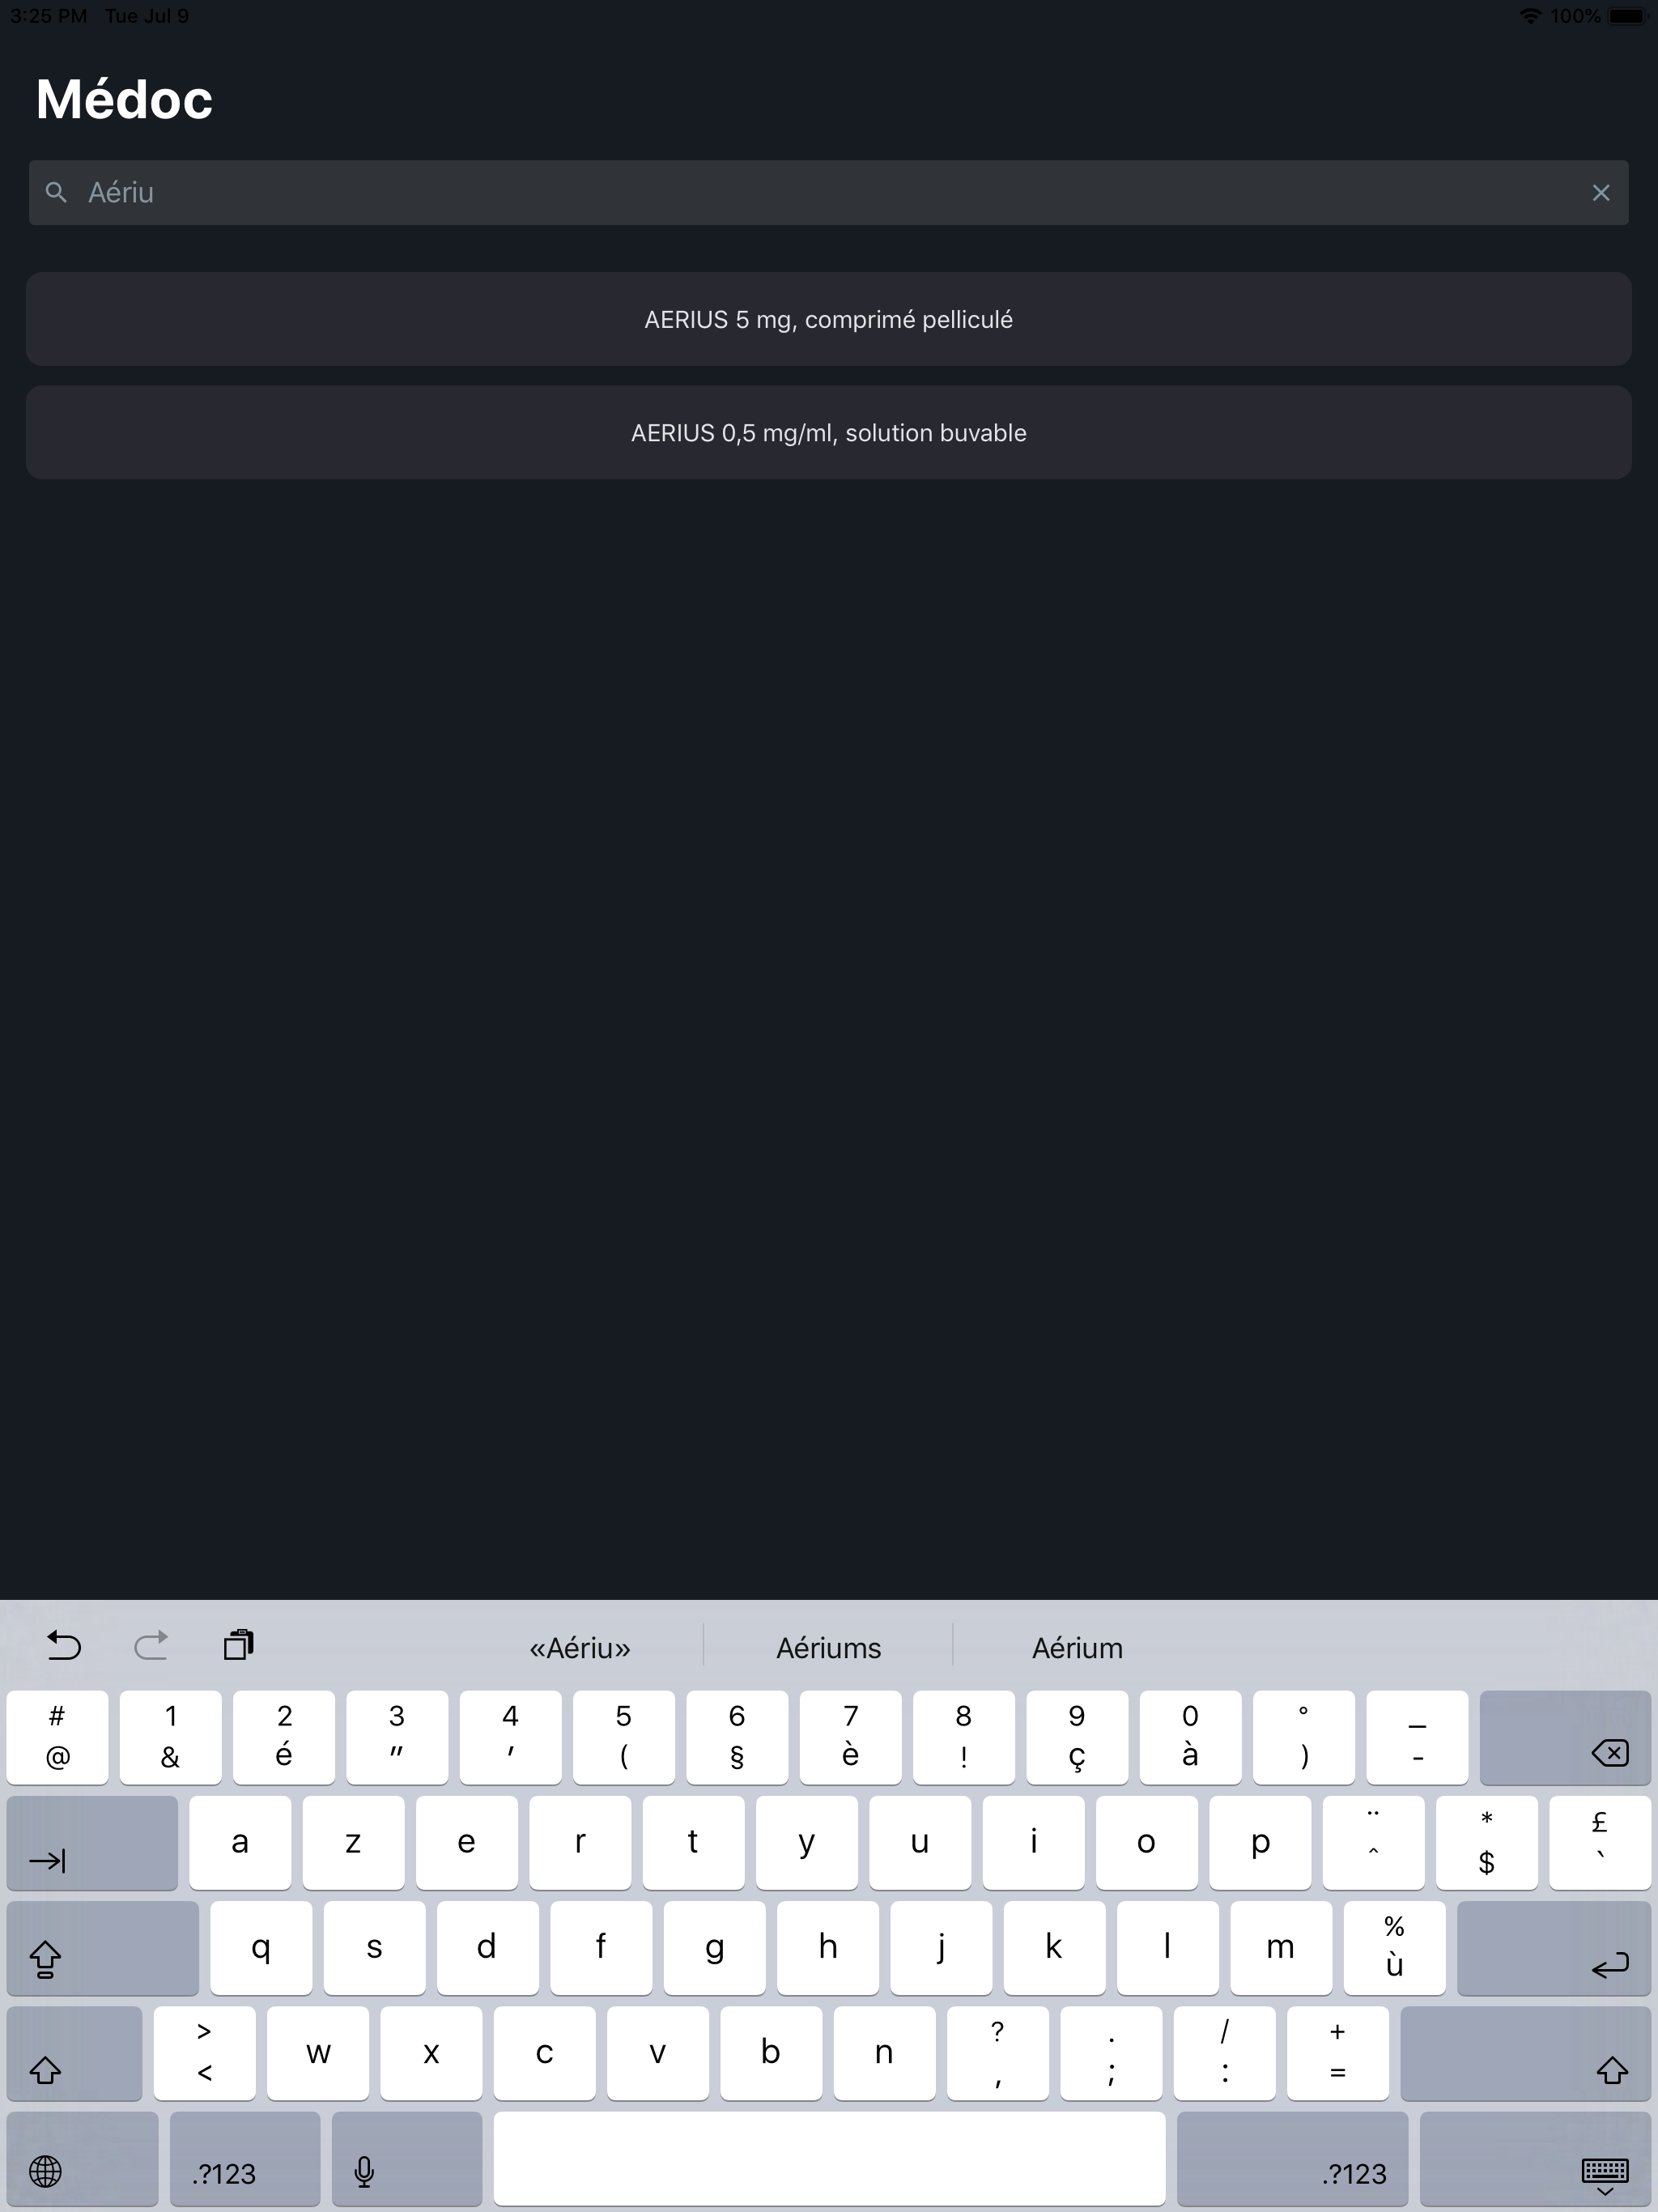 3:25 PM Tue Jul 9 100%
Médoc
Aériu
AERIUS 5 mg, comprimé pelliculé
AERIUS 0,5 mg/ml, solution buvable
«Aériu» Aériums Aérium
# 1 2 3 4 5 6 7 8 9 0 ° _
@ & é " ' ( § è ! ç à ) -
a z e r t y u i o p ¨ * £
^ $ `
q s d f g h j k l m %
ù
> w x c v b n ? . / +
< , ; : =
.?123 .?123